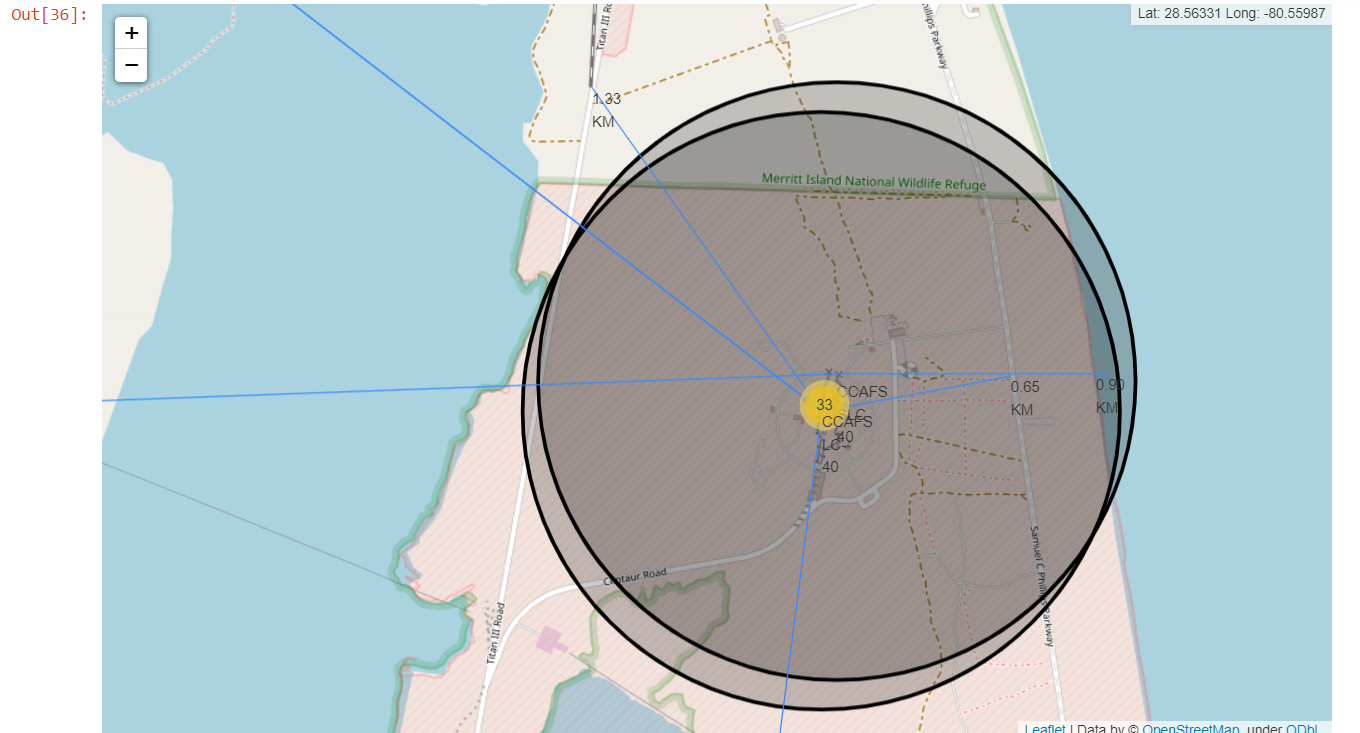 Out[36]:
+
−
Titan III Ro
Phillips Parkway
Lat: 28.56331 Long: -80.55987
1.33
KM
Merritt Island National Wildlife Refuge
0.65
KM
0.90
KM
33
CCAFS
SLC-
40
CCAFS
LC-
40
Centaur Road
Titan III Road
Samuel C Phillips Parkway
Leaflet | Data by © OpenStreetMap, under ODbL.